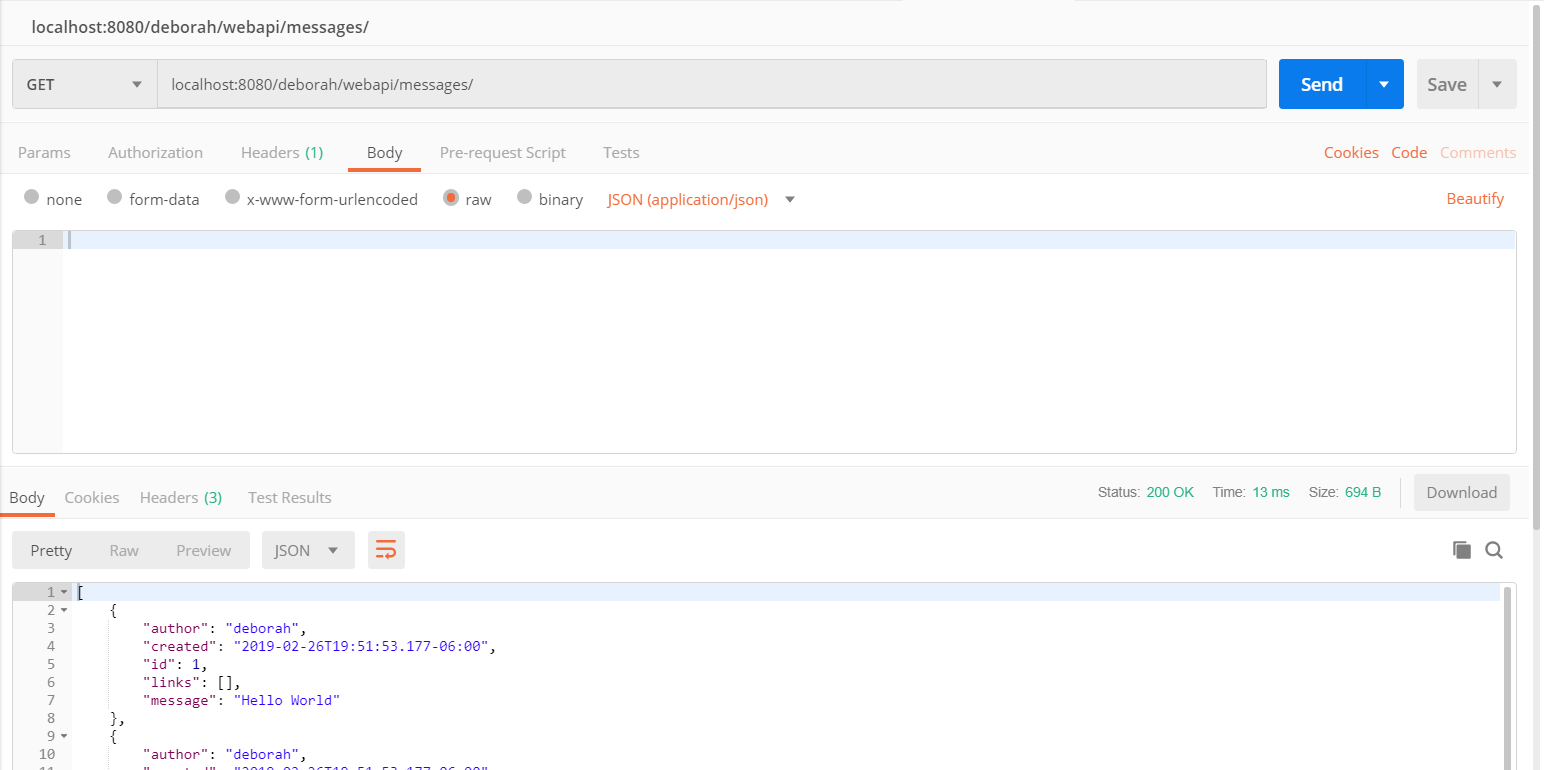 localhost:8080/deborah/webapi/messages/
GET localhost:8080/deborah/webapi/messages/ Send Save
Params Authorization Headers (1) Body Pre-request Script Tests Cookies Code Comments
none form-data x-www-form-urlencoded raw binary JSON (application/json) Beautify
1
Body Cookies Headers (3) Test Results Status: 200 OK Time: 13 ms Size: 694 B Download
Pretty Raw Preview JSON
1 [
2 {
3 "author": "deborah",
4 "created": "2019-02-26T19:51:53.177-06:00",
5 "id": 1,
6 "links": [],
7 "message": "Hello World"
8 },
9 {
10 "author": "deborah",